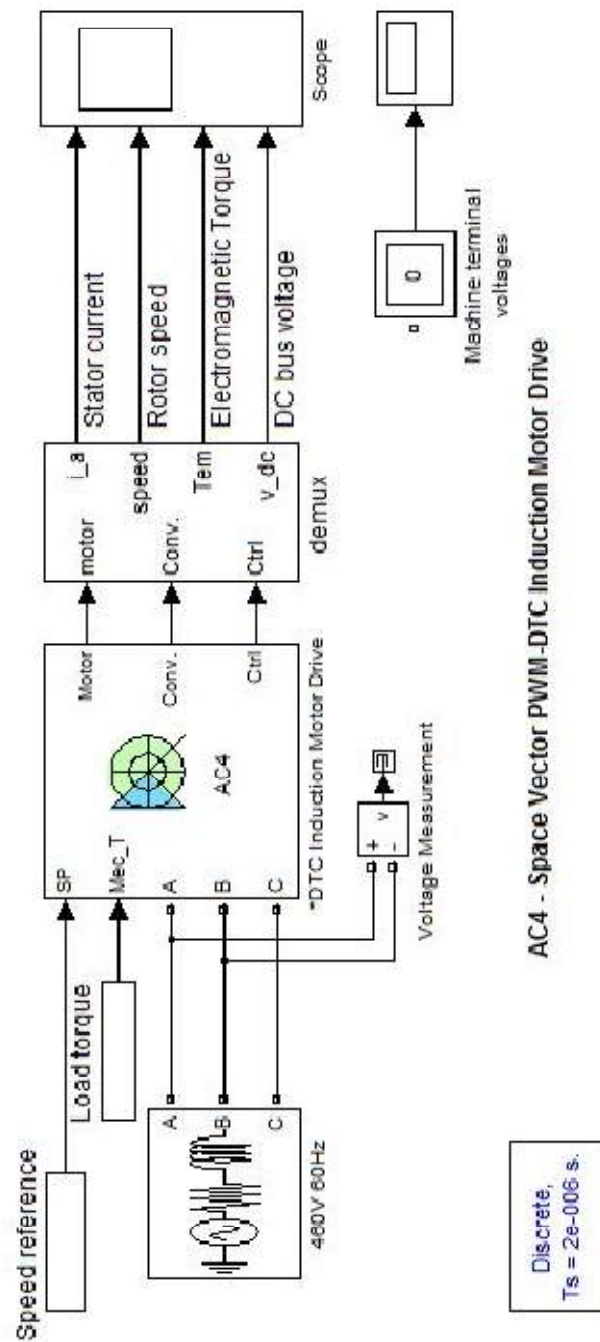 Speed reference
Load torque
460V 60Hz
A
B
C
SP
Mec_T
A
B
C
AC4
Motor
Conv.
Ctrl
*DTC Induction Motor Drive
+
-
v
Voltage Measurement
motor
Conv.
Ctrl
i_a
speed
Tem
v_dc
demux
Stator current
Rotor speed
Electromagnetic Torque
DC bus voltage
Scope
0
Machine terminal
voltages
Discrete,
Ts = 2e-006 s.
AC4 - Space Vector PWM-DTC Induction Motor Drive